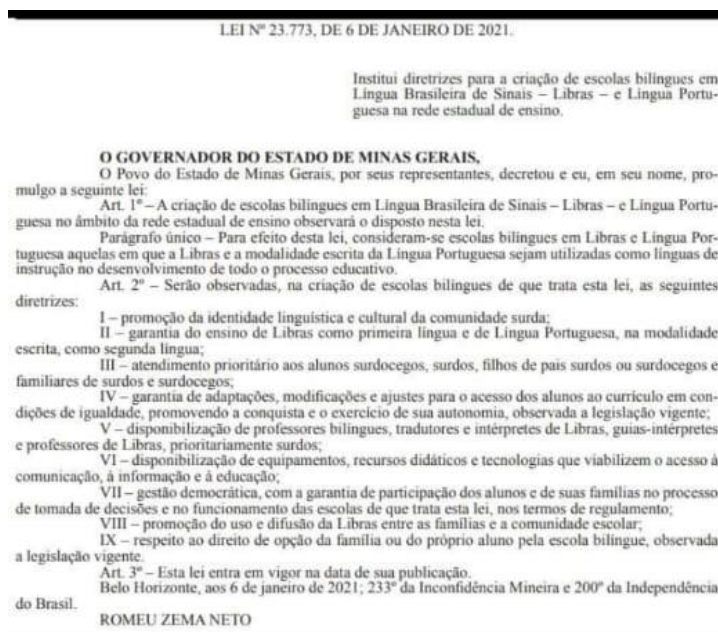 LEI Nº 23.773, DE 6 DE JANEIRO DE 2021.
Institui diretrizes para a criação de escolas bilíngues em
Língua Brasileira de Sinais – Libras – e Língua Portu-
guesa na rede estadual de ensino.
O GOVERNADOR DO ESTADO DE MINAS GERAIS,
O Povo do Estado de Minas Gerais, por seus representantes, decretou e eu, em seu nome, pro-
mulgo a seguinte lei:
Art. 1º – A criação de escolas bilíngues em Língua Brasileira de Sinais – Libras – e Língua Portu-
guesa no âmbito da rede estadual de ensino observará o disposto nesta lei.
Parágrafo único – Para efeito desta lei, consideram-se escolas bilíngues em Libras e Língua Por-
tuguesa aquelas em que a Libras e a modalidade escrita da Língua Portuguesa sejam utilizadas como línguas de
instrução no desenvolvimento de todo o processo educativo.
Art. 2º – Serão observadas, na criação de escolas bilíngues de que trata esta lei, as seguintes
diretrizes:
I – promoção da identidade linguística e cultural da comunidade surda;
II – garantia do ensino de Libras como primeira língua e de Língua Portuguesa, na modalidade
escrita, como segunda língua;
III – atendimento prioritário aos alunos surdocegos, surdos, filhos de pais surdos ou surdocegos e
familiares de surdos e surdocegos;
IV – garantia de adaptações, modificações e ajustes para o acesso dos alunos ao currículo em con-
dições de igualdade, promovendo a conquista e o exercício de sua autonomia, observada a legislação vigente;
V – disponibilização de professores bilíngues, tradutores e intérpretes de Libras, guias-intérpretes
e professores de Libras, prioritariamente surdos;
VI – disponibilização de equipamentos, recursos didáticos e tecnologias que viabilizem o acesso à
comunicação, à informação e à educação;
VII – gestão democrática, com a garantia de participação dos alunos e de suas famílias no processo
de tomada de decisões e no funcionamento das escolas de que trata esta lei, nos termos de regulamento;
VIII – promoção do uso e difusão da Libras entre as famílias e a comunidade escolar;
IX – respeito ao direito de opção da família ou do próprio aluno pela escola bilíngue, observada
a legislação vigente.
Art. 3º – Esta lei entra em vigor na data de sua publicação.
Belo Horizonte, aos 6 de janeiro de 2021; 233º da Inconfidência Mineira e 200º da Independência
do Brasil.
ROMEU ZEMA NETO